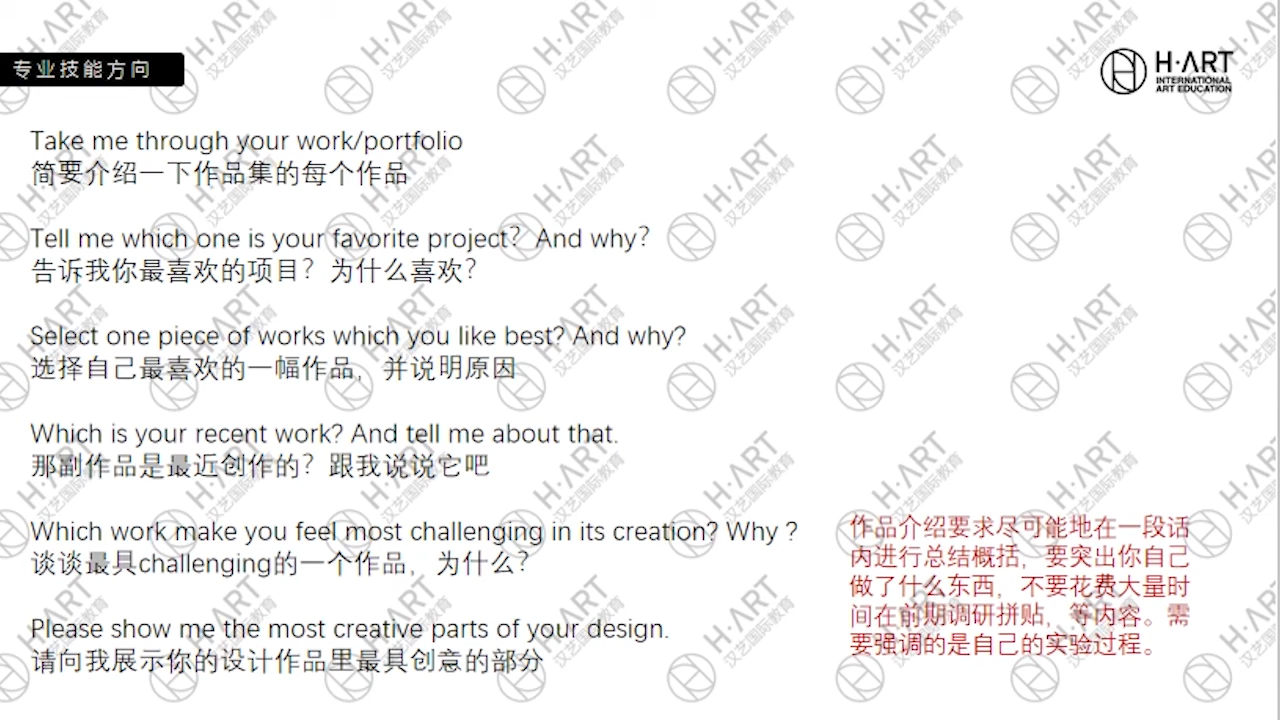 专业技能方向
H·ART
INTERNATIONAL
ART EDUCATION
Take me through your work/portfolio
简要介绍一下作品集的每个作品
Tell me which one is your favorite project？And why？
告诉我你最喜欢的项目？为什么喜欢？
Select one piece of works which you like best? And why?
选择自己最喜欢的一幅作品，并说明原因
Which is your recent work? And tell me about that.
那副作品是最近创作的？跟我说说它吧
Which work make you feel most challenging in its creation? Why ?
谈谈最具challenging的一个作品，为什么？
Please show me the most creative parts of your design.
请向我展示你的设计作品里最具创意的部分
作品介绍要求尽可能地在一段话
内进行总结概括，要突出你自己
做了什么东西，不要花费大量时
间在前期调研拼贴，等内容。需
要强调的是自己的实验过程。
H·ART
汉艺国际教育